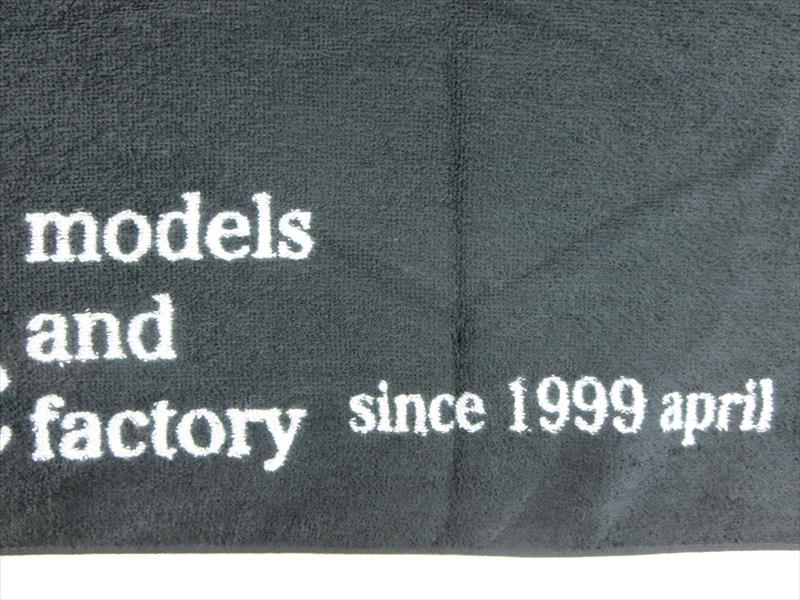 models
and
factory since 1999 april